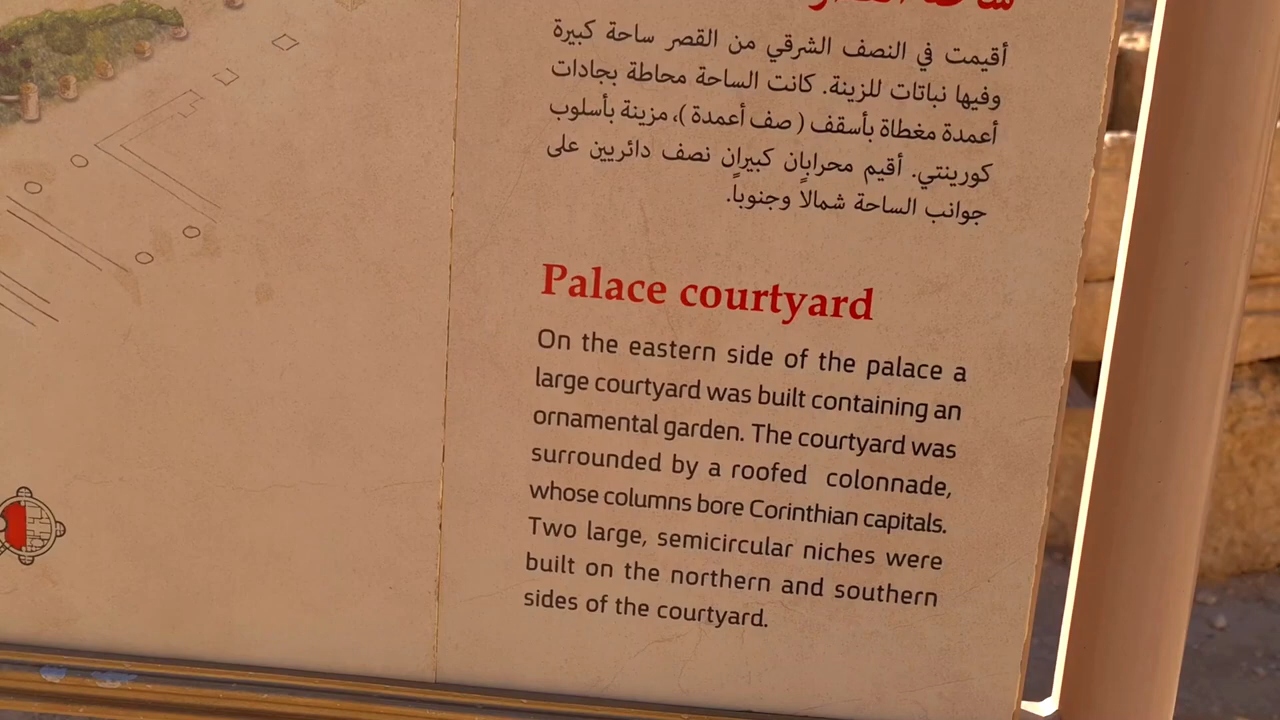 أقيمت في النصف الشرقي من القصر ساحة كبيرة
وفيها نباتات للزينة. كانت الساحة محاطة بجادات
أعمدة مغطاة بأسقف (صف أعمدة)، مزينة بأسلوب
كورينتي. أقيم محرابان كبيران نصف دائريين على
جوانب الساحة شمالاً وجنوباً.
Palace courtyard
On the eastern side of the palace a
large courtyard was built containing an
ornamental garden. The courtyard was
surrounded by a roofed colonnade,
whose columns bore Corinthian capitals.
Two large, semicircular niches were
built on the northern and southern
sides of the courtyard.